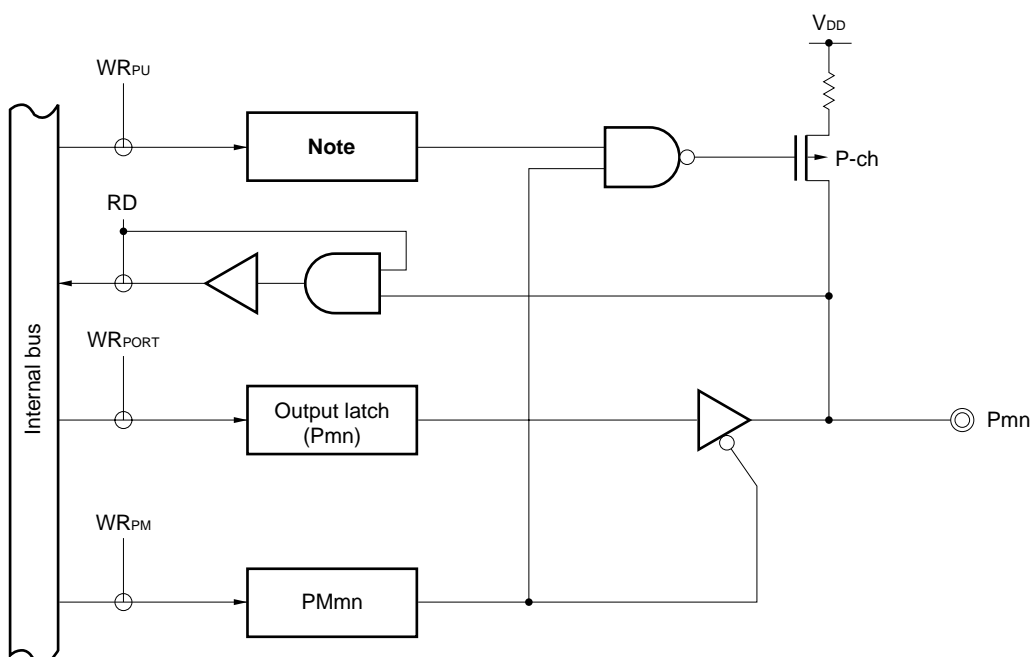 VDD
WRPU
Note
P-ch
RD
WRPORT
Internal bus
Output latch
(Pmn)
Pmn
WRPM
PMmn